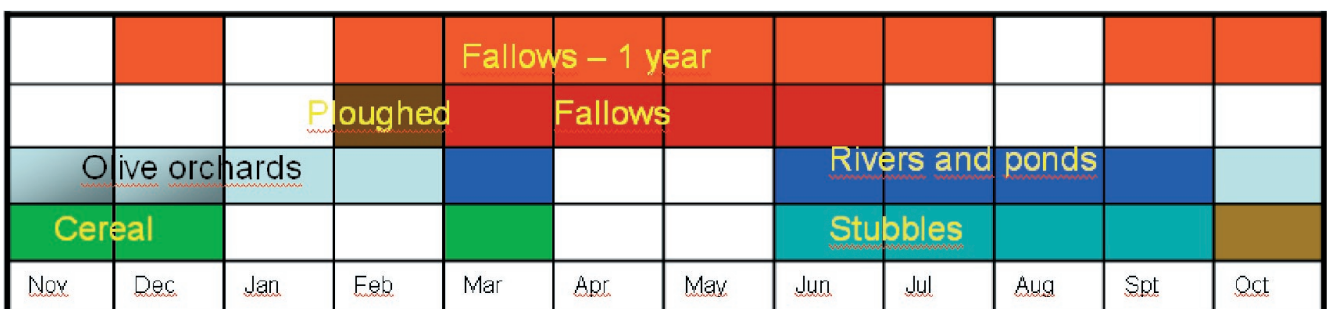 Fallows – 1 year
Ploughed Fallows
Olive orchards Rivers and ponds
Cereal Stubbles
Nov Dec Jan Feb Mar Apr May Jun Jul Aug Spt Oct